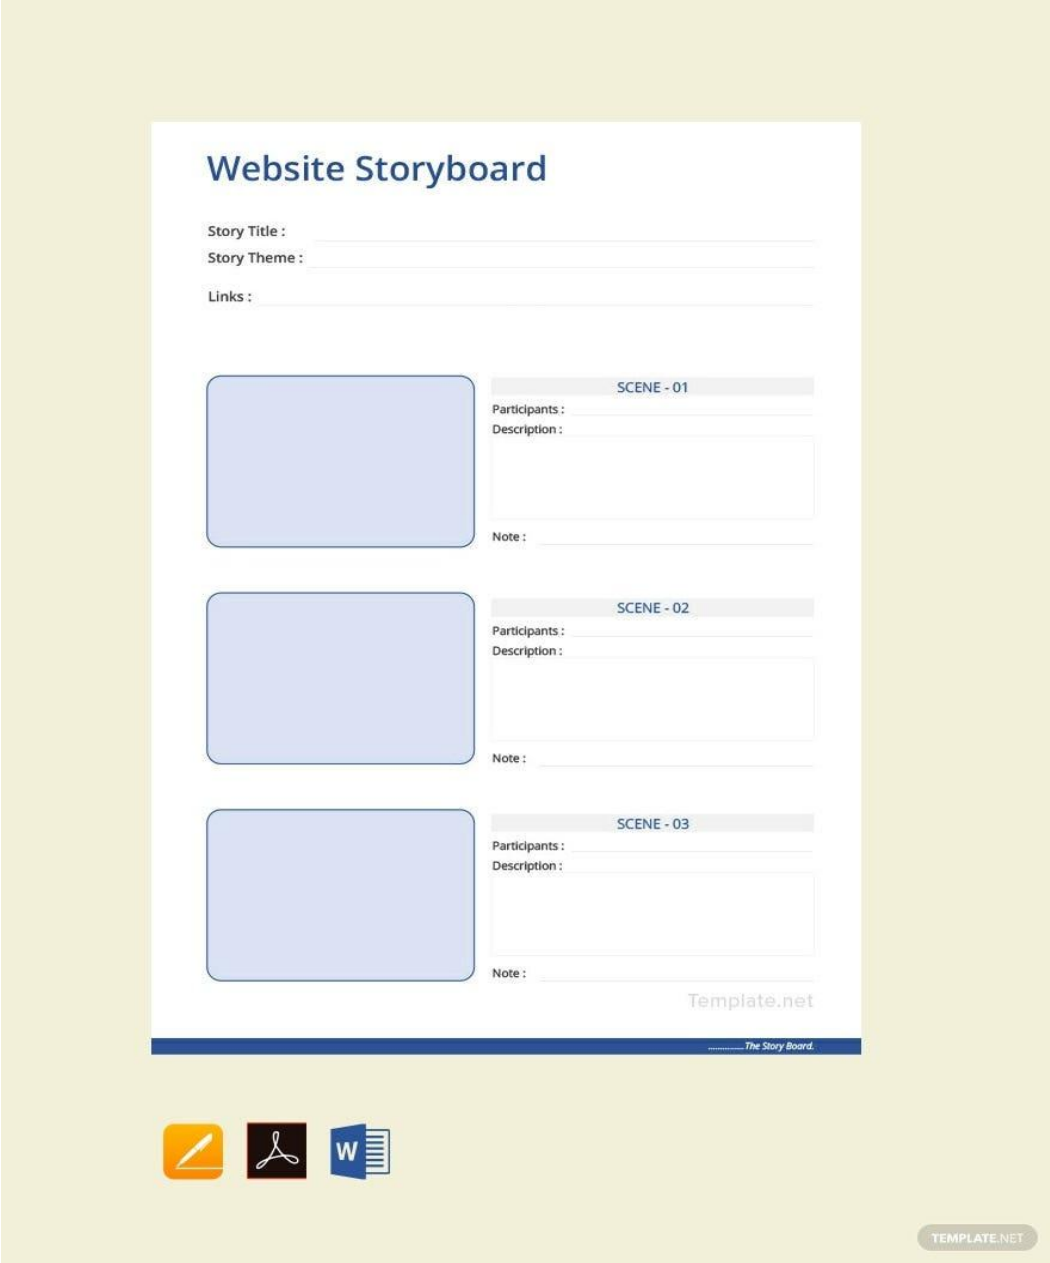 Website Storyboard
Story Title :
Story Theme :
Links :
SCENE - 01
Participants :
Description :
Note :
SCENE - 02
Participants :
Description :
Note :
SCENE - 03
Participants :
Description :
Note :
Template.net
..............The Story Board.
W
TEMPLATE.NET